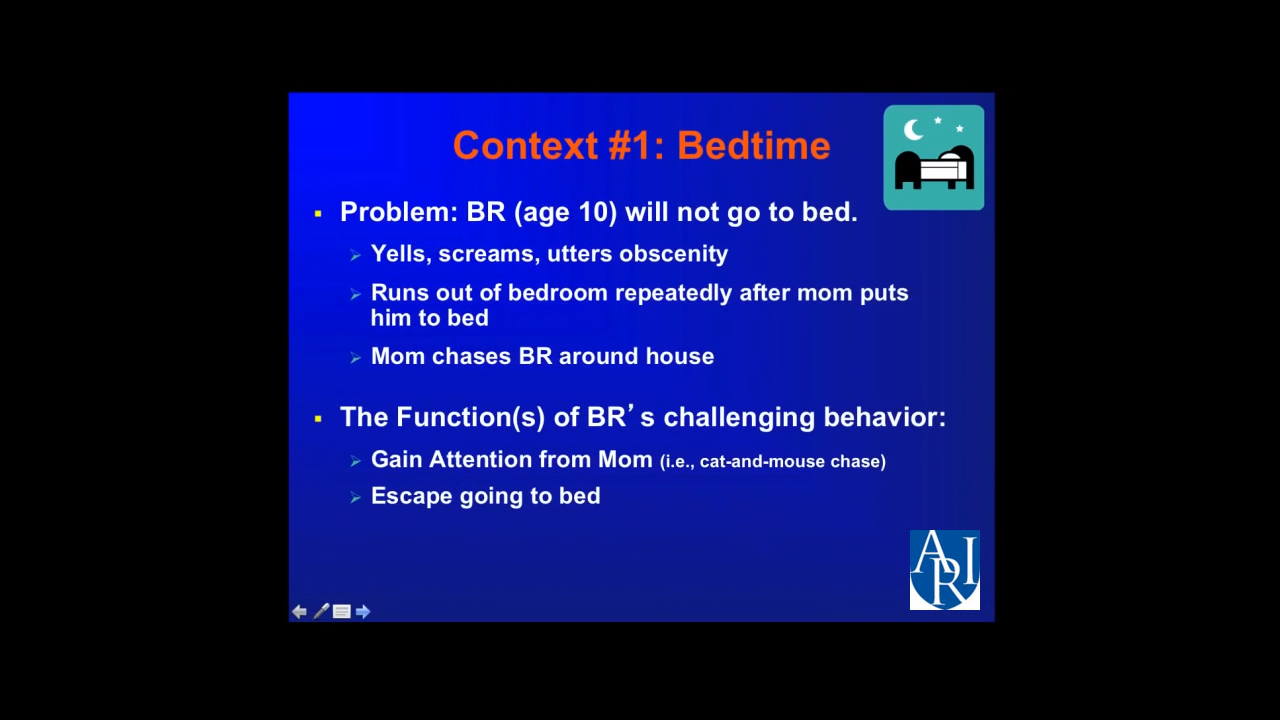 Context #1: Bedtime
Problem: BR (age 10) will not go to bed.
Yells, screams, utters obscenity
Runs out of bedroom repeatedly after mom puts
him to bed
Mom chases BR around house
The Function(s) of BR’s challenging behavior:
Gain Attention from Mom (i.e., cat-and-mouse chase)
Escape going to bed
ARI